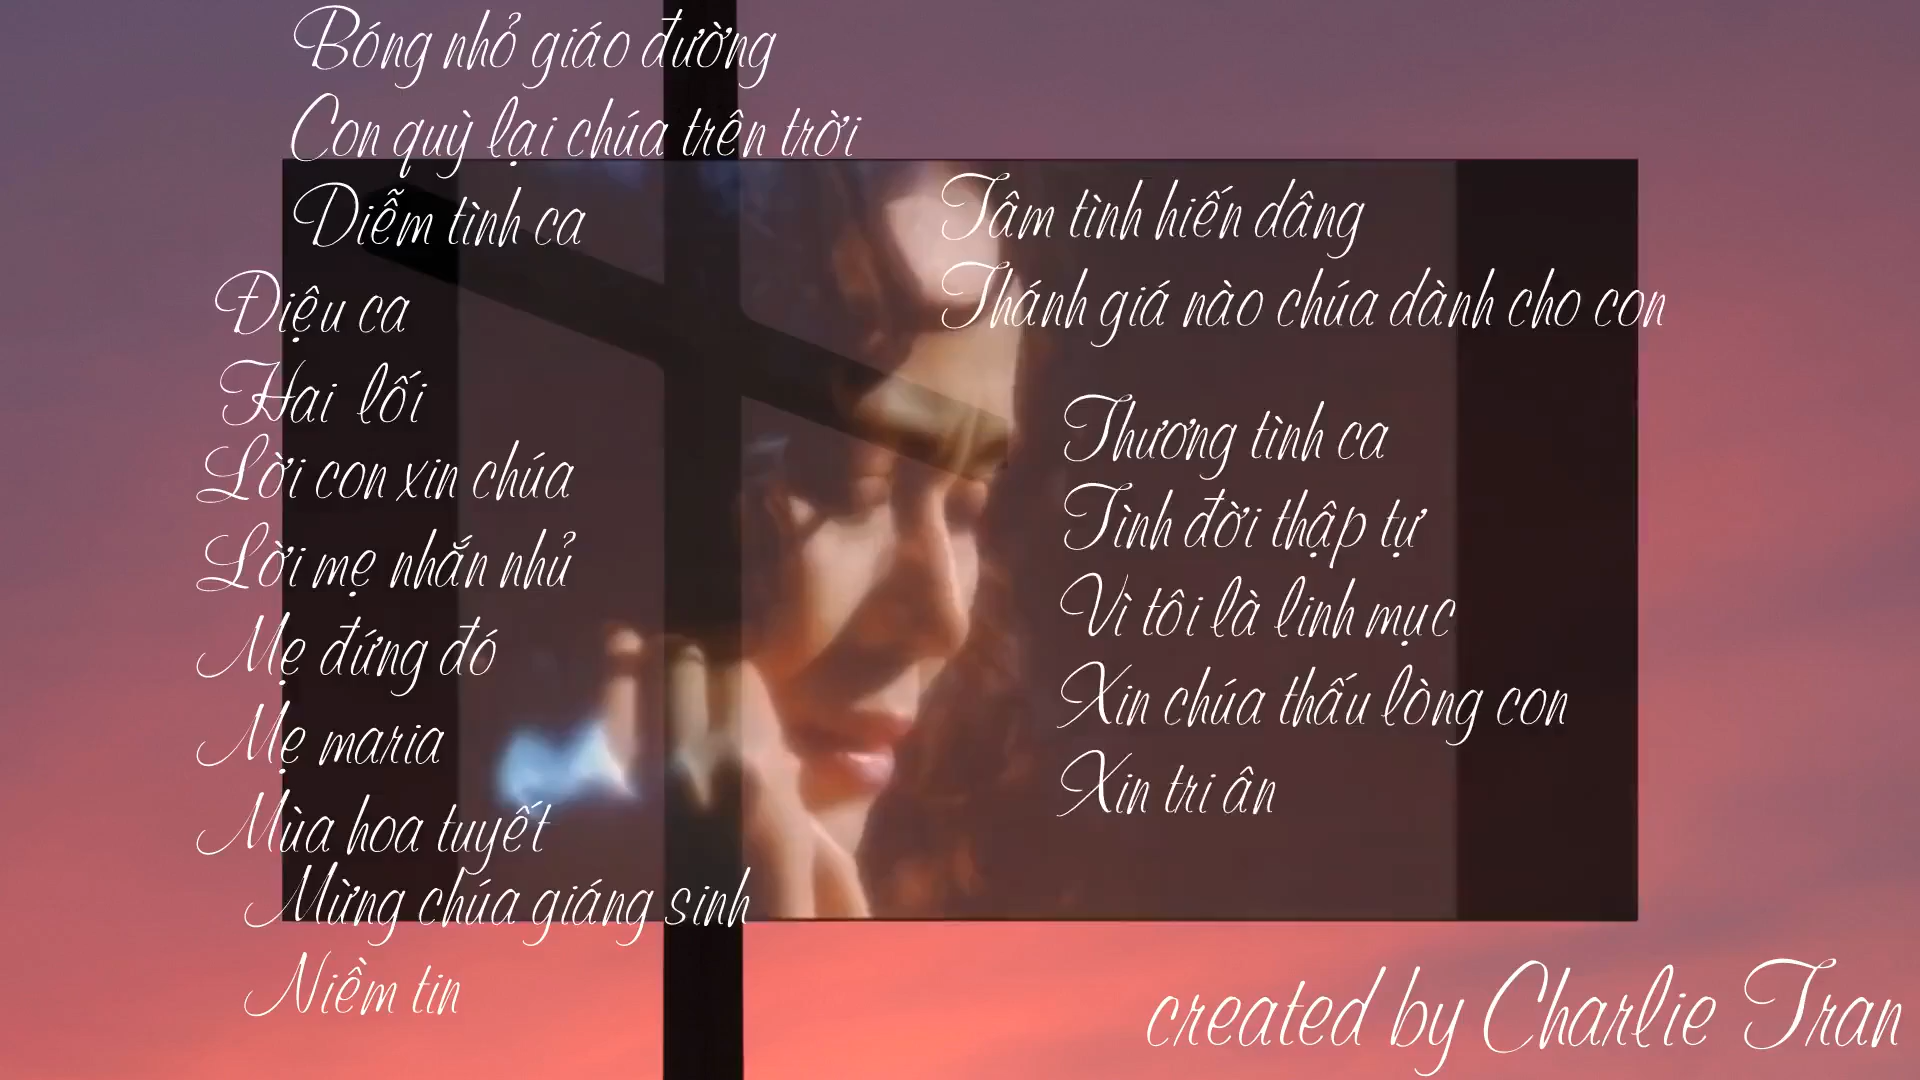 Bóng nhỏ giáo đường
Con quỳ lại chúa trên trời
Diễm tình ca
Điệu ca
Hai lối
Lời con xin chúa
Lời mẹ nhắn nhủ
Mẹ đứng đó
Mẹ maria
Mùa hoa tuyết
Mừng chúa giáng sinh
Niềm tin
Tâm tình hiến dâng
Thánh giá nào chúa dành cho con
Thương tình ca
Tình đời thập tự
Vì tôi là linh mục
Xin chúa thấu lòng con
Xin tri ân
created by Charlie Tran